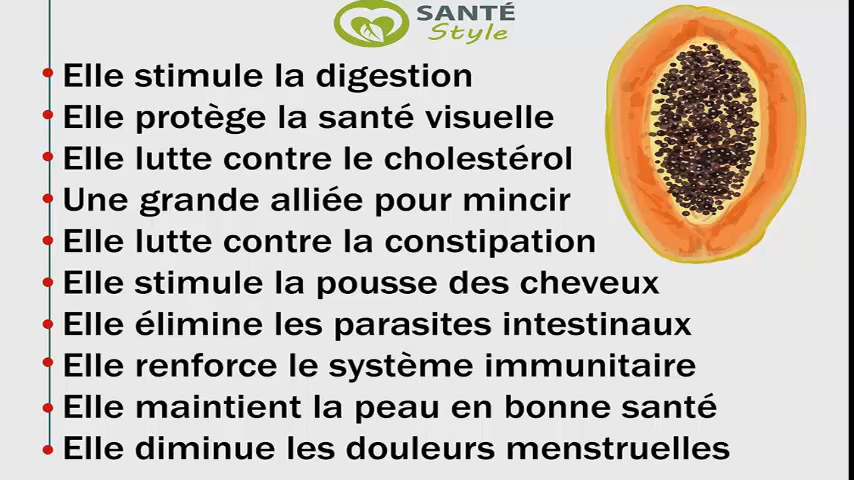 SANTÉ
Style
• Elle stimule la digestion
• Elle protège la santé visuelle
• Elle lutte contre le cholestérol
• Une grande alliée pour mincir
• Elle lutte contre la constipation
• Elle stimule la pousse des cheveux
• Elle élimine les parasites intestinaux
• Elle renforce le système immunitaire
• Elle maintient la peau en bonne santé
• Elle diminue les douleurs menstruelles